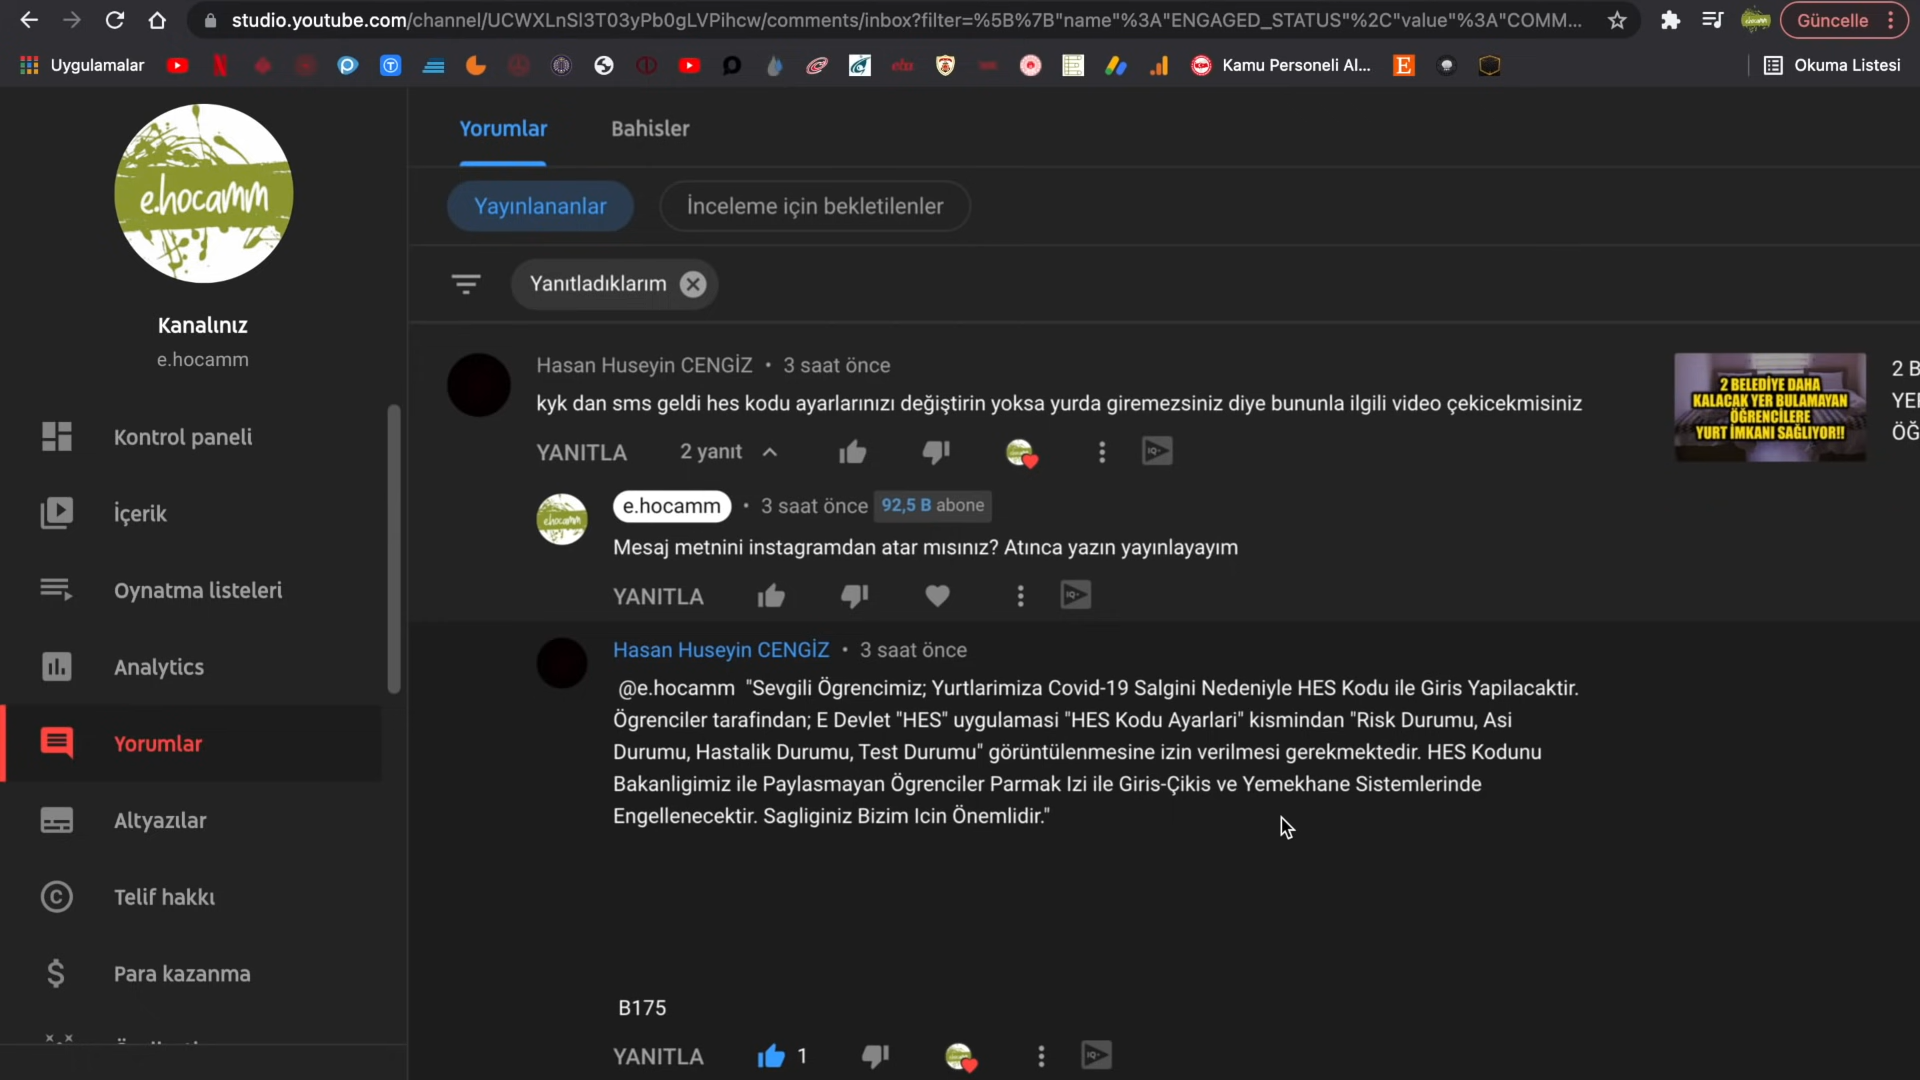 studio.youtube.com/channel/UCWXLnSl3T03yPb0gLVPihcw/comments/inbox?filter=%5B%7B"name"%3A"ENGAGED_STATUS"%2C"value"%3A"COMM...
Güncelle
Uygulamalar
Kamu Personeli Al...
Okuma Listesi
e.hocamm
Kanalınız
e.hocamm
Kontrol paneli
İçerik
Oynatma listeleri
Analytics
Yorumlar
Altyazılar
Telif hakkı
Para kazanma
Yorumlar
Bahisler
Yayınlananlar
İnceleme için bekletilenler
Yanıtladıklarım
Hasan Huseyin CENGİZ • 3 saat önce
kyk dan sms geldi hes kodu ayarlarınızı değiştirin yoksa yurda giremezsiniz diye bununla ilgili video çekicekmisiniz
YANITLA 2 yanıt
2 BELEDİYE DAHA
KALACAK YER BULAMAYAN
ÖĞRENCİLERE
YURT İMKANI SAĞLIYOR!!
2 B
YEF
ÖĞ
e.hocamm • 3 saat önce 92,5 B abone
Mesaj metnini instagramdan atar mısınız? Atınca yazın yayınlayayım
YANITLA
Hasan Huseyin CENGİZ • 3 saat önce
@e.hocamm "Sevgili Ögrencimiz; Yurtlarimiza Covid-19 Salgini Nedeniyle HES Kodu ile Giris Yapilacaktir.
Ögrenciler tarafindan; E Devlet "HES" uygulamasi "HES Kodu Ayarlari" kismindan "Risk Durumu, Asi
Durumu, Hastalik Durumu, Test Durumu" görüntülenmesine izin verilmesi gerekmektedir. HES Kodunu
Bakanligimiz ile Paylasmayan Ögrenciler Parmak Izi ile Giris-Çikis ve Yemekhane Sistemlerinde
Engellenecektir. Sagliginiz Bizim Icin Önemlidir."
B175
YANITLA 1